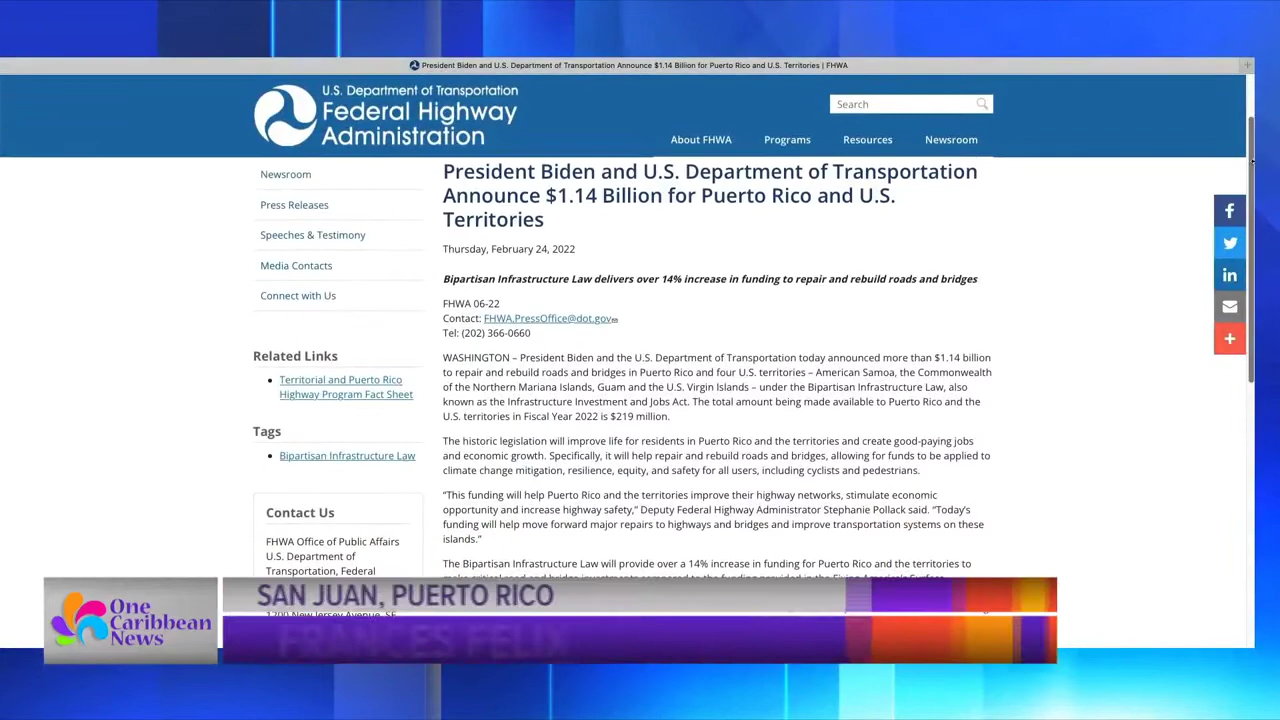 President Biden and U.S. Department of Transportation Announce $1.14 Billion for Puerto Rico and U.S. Territories | FHWA
U.S. Department of Transportation
Federal Highway
Administration
Search
About FHWA
Programs
Resources
Newsroom
Newsroom
Press Releases
Speeches & Testimony
Media Contacts
Connect with Us
Related Links
Territorial and Puerto Rico
Highway Program Fact Sheet
Tags
Bipartisan Infrastructure Law
Contact Us
FHWA Office of Public Affairs
U.S. Department of
Transportation, Federal
1200 New Jersey Avenue, SE
President Biden and U.S. Department of Transportation
Announce $1.14 Billion for Puerto Rico and U.S.
Territories
Thursday, February 24, 2022
Bipartisan Infrastructure Law delivers over 14% increase in funding to repair and rebuild roads and bridges
FHWA 06-22
Contact: FHWA.PressOffice@dot.gov
Tel: (202) 366-0660
WASHINGTON – President Biden and the U.S. Department of Transportation today announced more than $1.14 billion
to repair and rebuild roads and bridges in Puerto Rico and four U.S. territories – American Samoa, the Commonwealth
of the Northern Mariana Islands, Guam and the U.S. Virgin Islands – under the Bipartisan Infrastructure Law, also
known as the Infrastructure Investment and Jobs Act. The total amount being made available to Puerto Rico and the
U.S. territories in Fiscal Year 2022 is $219 million.
The historic legislation will improve life for residents in Puerto Rico and the territories and create good-paying jobs
and economic growth. Specifically, it will help repair and rebuild roads and bridges, allowing for funds to be applied to
climate change mitigation, resilience, equity, and safety for all users, including cyclists and pedestrians.
“This funding will help Puerto Rico and the territories improve their highway networks, stimulate economic
opportunity and increase highway safety,” Deputy Federal Highway Administrator Stephanie Pollack said. “Today’s
funding will help move forward major repairs to highways and bridges and improve transportation systems on these
islands.”
The Bipartisan Infrastructure Law will provide over a 14% increase in funding for Puerto Rico and the territories to
One
Caribbean
News
SAN JUAN, PUERTO RICO
FRANCES FELIX